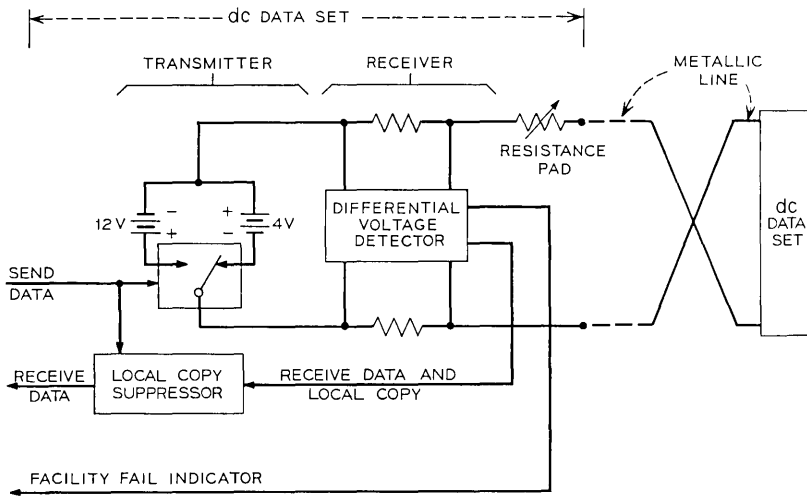 dc DATA SET
TRANSMITTER
RECEIVER
METALLIC
LINE
RESISTANCE
PAD
12V
-
+
+
-
4V
DIFFERENTIAL
VOLTAGE
DETECTOR
dc
DATA
SET
SEND
DATA
RECEIVE
DATA
LOCAL COPY
SUPPRESSOR
RECEIVE DATA AND
LOCAL COPY
FACILITY FAIL INDICATOR